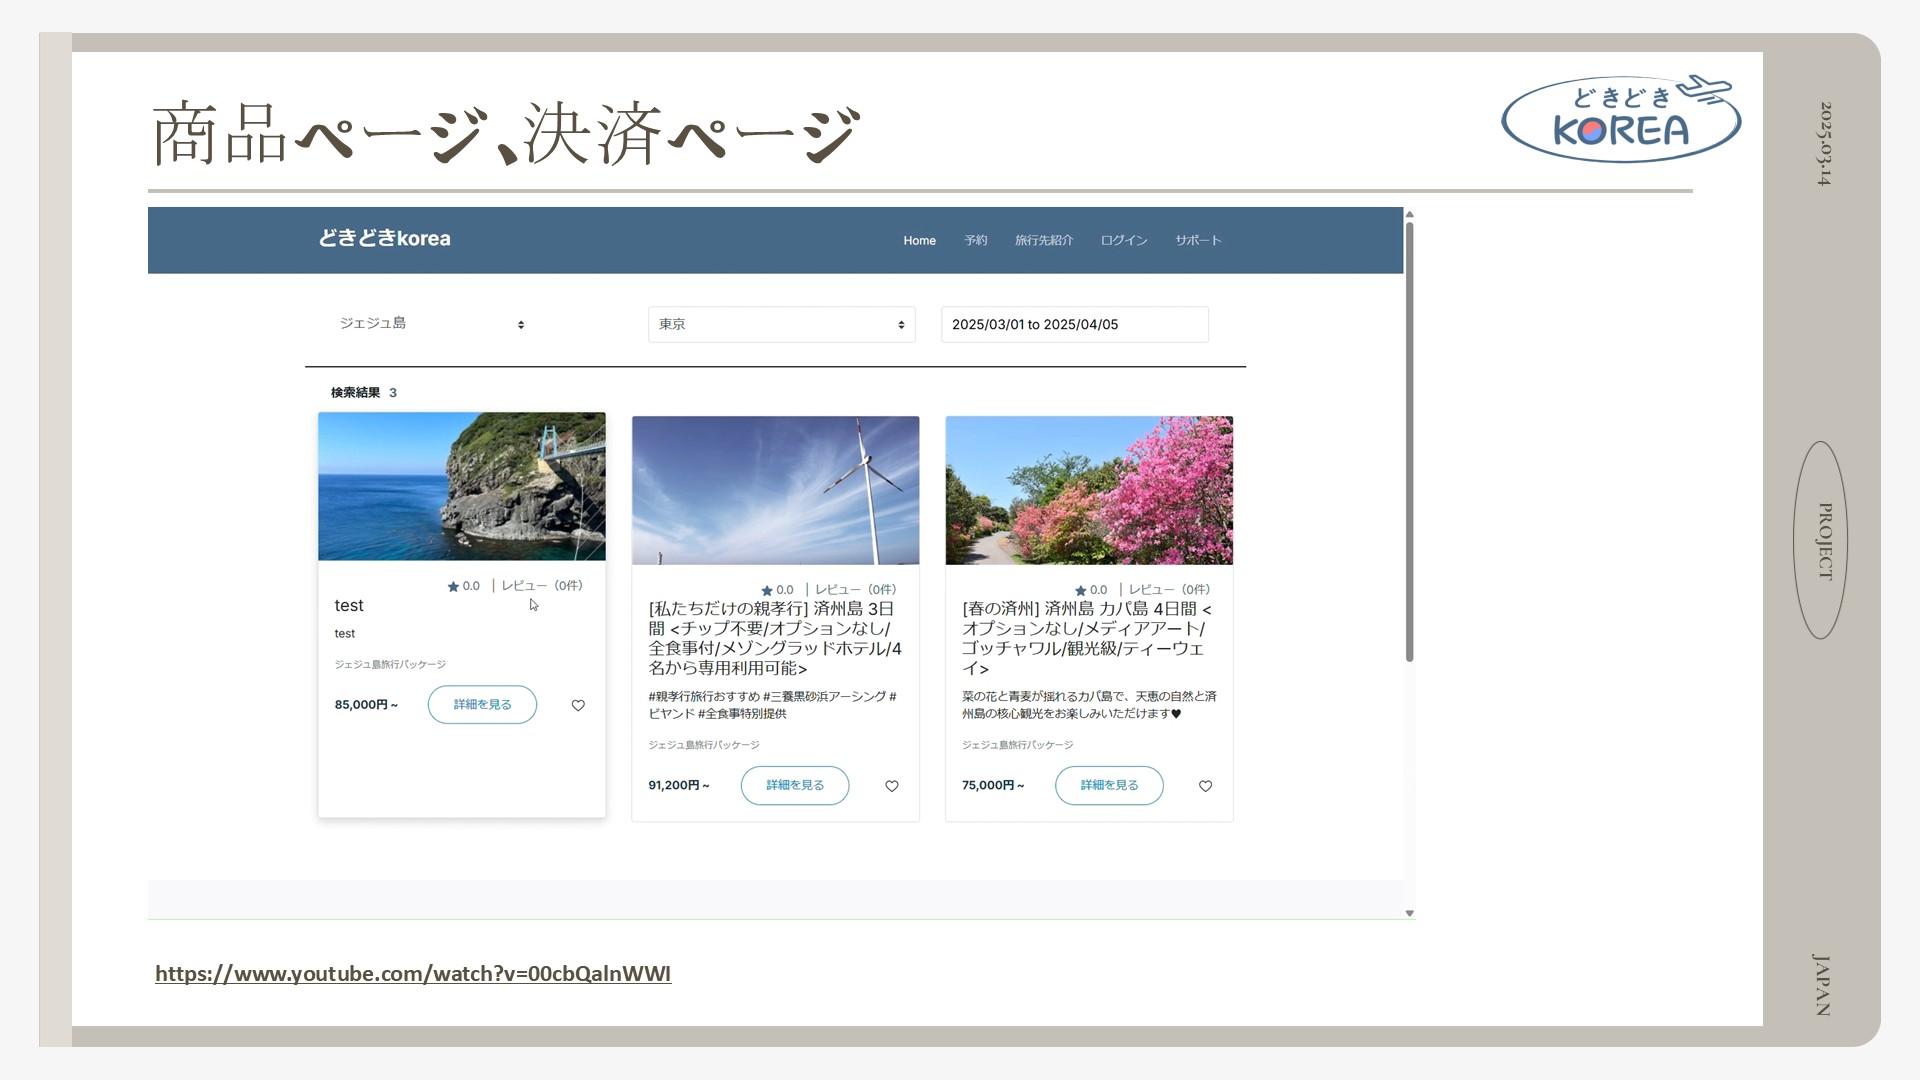 商品ページ、決済ページ
どきどき
KOREA
2025.03.14
どきどきkorea
Home 予約 旅行先紹介 ログイン サポート
ジェジュ島 東京 2025/03/01 to 2025/04/05
検索結果 3
★ 0.0 | レビュー（0件）
test
test
ジェジュ島旅行パッケージ
85,000円 ~ 詳細を見る
★ 0.0 | レビュー（0件）
[私たちだけの親孝行] 済州島 3日
間 <チップ不要/オプションなし/
全食事付/メゾングラッドホテル/4
名から専用利用可能>
#親孝行旅行おすすめ #三養黒砂浜アーシング #
ビヤンド #全食事特別提供
ジェジュ島旅行パッケージ
91,200円 ~ 詳細を見る
★ 0.0 | レビュー（0件）
[春の済州] 済州島 カパ島 4日間 <
オプションなし/メディアアート/
ゴッチャワル/観光級/ティーウェ
イ>
菜の花と青麦が揺れるカパ島で、天恵の自然と済
州島の核心観光をお楽しみいただけます♥
ジェジュ島旅行パッケージ
75,000円 ~ 詳細を見る
https://www.youtube.com/watch?v=00cbQalnWWI
PROJECT
JAPAN